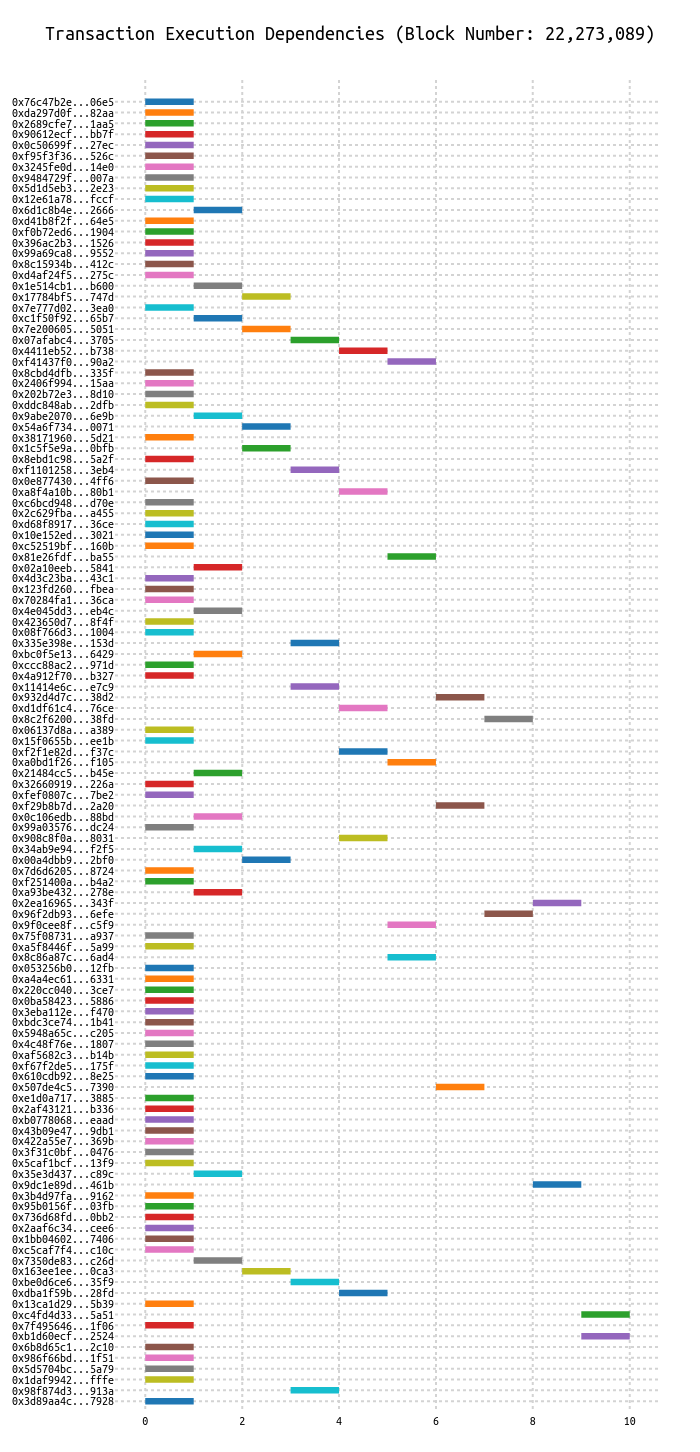 Transaction Execution Dependencies (Block Number: 22,273,089)
0x76c47b2e...06e5
0xda297d0f...82aa
0x2689cfe7...1aa5
0x90612ecf...bb7f
0x0c50699f...27ec
0xf95f3f36...526c
0x3245fe0d...14e0
0x9484729f...007a
0x5d1d5eb3...2e23
0x12e61a78...fccf
0x6d1c8b4e...2666
0xd41b8f2f...64e5
0xf0b72ed6...1904
0x396ac2b3...1526
0x99a69ca8...9552
0x8c15934b...412c
0xd4af24f5...275c
0x1e514cb1...b600
0x17784bf5...747d
0x7e777d02...3ea0
0xc1f50f92...65b7
0x7e200605...5051
0x07afabc4...3705
0x4411eb52...b738
0xf41437f0...90a2
0x8cbd4dfb...335f
0x2406f994...15aa
0x202b72e3...8d10
0xddc848ab...2dfb
0x9abe2070...6e9b
0x54a6f734...0071
0x38171960...5d21
0x1c5f5e9a...0bfb
0x8ebd1c98...5a2f
0xf1101258...3eb4
0x0e877430...4ff6
0xa8f4a10b...80b1
0xc6bcd948...d70e
0x2c629fba...a455
0xd68f8917...36ce
0x10e152ed...3021
0xc52519bf...160b
0x81e26fdf...ba55
0x02a10eeb...5841
0x4d3c23ba...43c1
0x123fd260...fbea
0x70284fa1...36ca
0x4e045dd3...eb4c
0x423650d7...8f4f
0x08f766d3...1004
0x335e398e...153d
0xbc0f5e13...6429
0xccc88ac2...971d
0x4a912f70...b327
0x11414e6c...e7c9
0x932d4d7c...38d2
0xd1df61c4...76ce
0x8c2f6200...38fd
0x06137d8a...a389
0x15f0655b...ee1b
0xf2f1e82d...f37c
0xa0bd1f26...f105
0x21484cc5...b45e
0x32660919...226a
0xfef0807c...7be2
0xf29b8b7d...2a20
0x0c106edb...88bd
0x99a03576...dc24
0x908c8f0a...8031
0x34ab9e94...f2f5
0x00a4dbb9...2bf0
0x7d6d6205...8724
0xf251400a...b4a2
0xa93be432...278e
0x2ea16965...343f
0x96f2db93...6efe
0x9f0cee8f...c5f9
0x75f08731...a937
0xa5f8446f...5a99
0x8c86a87c...6ad4
0x053256b0...12fb
0xa4a4ec61...6331
0x220cc040...3ce7
0x0ba58423...5886
0x3eba112e...f470
0xbdc3ce74...1b41
0x5948a65c...c205
0x4c48f76e...1807
0xaf5682c3...b14b
0xf67f2de5...175f
0x610cdb92...8e25
0x507de4c5...7390
0xe1d0a717...3885
0x2af43121...b336
0xb0778068...eaad
0x43b09e47...9db1
0x422a55e7...369b
0x3f31c0bf...0476
0x5caf1bcf...13f9
0x35e3d437...c89c
0x9dc1e89d...461b
0x3b4d97fa...9162
0x95b0156f...03fb
0x736d68fd...0bb2
0x2aaf6c34...cee6
0x1bb04602...7406
0xc5caf7f4...c10c
0x7350de83...c26d
0x163ee1ee...0ca3
0xbe0d6ce6...35f9
0xdba1f59b...28fd
0x13ca1d29...5b39
0xc4fd4d33...5a51
0x7f495646...1f06
0xb1d60ecf...2524
0x6b8d65c1...2c10
0x986f66bd...1f51
0x5d5704bc...5a79
0x1daf9942...fffe
0x98f874d3...913a
0x3d89aa4c...7928
0 2 4 6 8 10